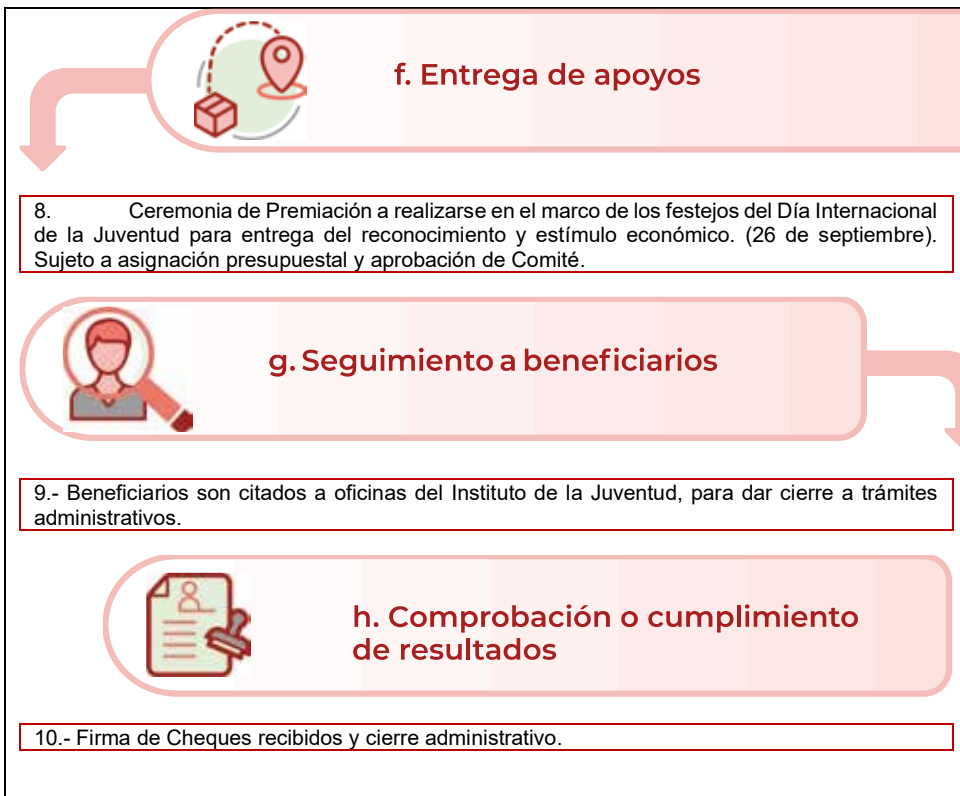 f. Entrega de apoyos
8. Ceremonia de Premiación a realizarse en el marco de los festejos del Día Internacional
de la Juventud para entrega del reconocimiento y estímulo económico. (26 de septiembre).
Sujeto a asignación presupuestal y aprobación de Comité.
g. Seguimiento a beneficiarios
9.- Beneficiarios son citados a oficinas del Instituto de la Juventud, para dar cierre a trámites
administrativos.
h. Comprobación o cumplimiento
de resultados
10.- Firma de Cheques recibidos y cierre administrativo.